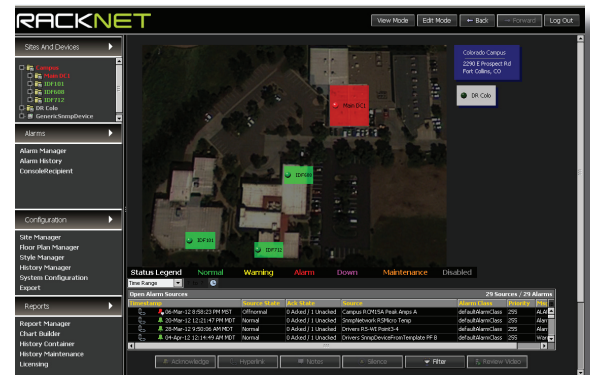 RACKNET
View Mode
Edit Mode
← Back
→ Forward
Log Out
Sites And Devices
Campus
Main DC1
IDF181
IDF600
IDF712
DR Colo
GenericSnmpDevice
Alarms
Alarm Manager
Alarm History
ConsoleRecipient
Configuration
Site Manager
Floor Plan Manager
Style Manager
History Manager
System Configuration
Export
Reports
Report Manager
Chart Builder
History Container
History Maintenance
Licensing
Colorado Campus
2290 E Prospect Rd
Fort Collins, CO
DR Colo
Main DC1
IDF600
IDF181
IDF712
Status Legend Normal Warning Alarm Down Maintenance Disabled
Time Range
Open Alarm Sources 29 Sources / 29 Alarms
Timestamp Source State Ack State Source Alarm Class Priority Msg
06-Mar-12 8:58:23 PM MST Offnormal 0 Acked / 1 Unacked Campus RCM15A Peak Amps A defaultAlarmClass 255 ALA
20-Mar-12 12:21:47 PM MDT Normal 0 Acked / 1 Unacked SnmpNetwork RSMicro Temp defaultAlarmClass 255 Alar
28-Mar-12 9:50:06 AM MDT Normal 0 Acked / 1 Unacked Drivers RS-WI Point3-4 defaultAlarmClass 255 Alar
04-Apr-12 12:14:49 AM MDT Normal 0 Acked / 1 Unacked Drivers SnmpDeviceFromTemplate PF B defaultAlarmClass 255 War
Acknowledge
Hyperlink
Notes
Silence
Filter
Review Video